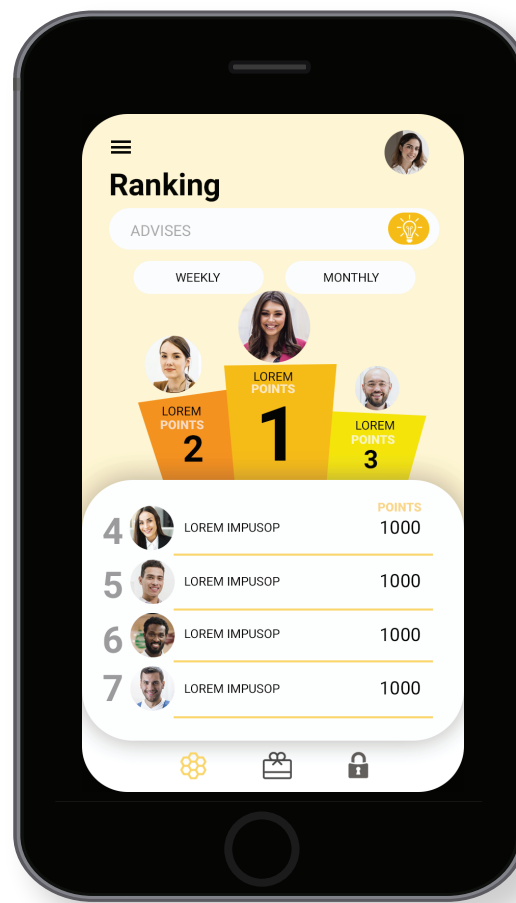 Ranking
ADVISES
WEEKLY MONTHLY
LOREM
POINTS
1
LOREM
POINTS
2
LOREM
POINTS
3
POINTS
4 LOREM IMPUSOP 1000
5 LOREM IMPUSOP 1000
6 LOREM IMPUSOP 1000
7 LOREM IMPUSOP 1000